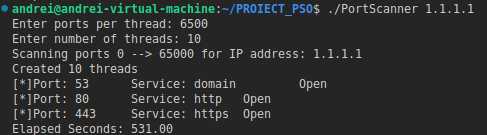 andrei@andrei-virtual-machine:~/PROIECT_PSO$ ./PortScanner 1.1.1.1
Enter ports per thread: 6500
Enter number of threads: 10
Scanning ports 0 --> 65000 for IP address: 1.1.1.1
Created 10 threads
[*]Port: 53 Service: domain Open
[*]Port: 80 Service: http Open
[*]Port: 443 Service: https Open
Elapsed Seconds: 531.00